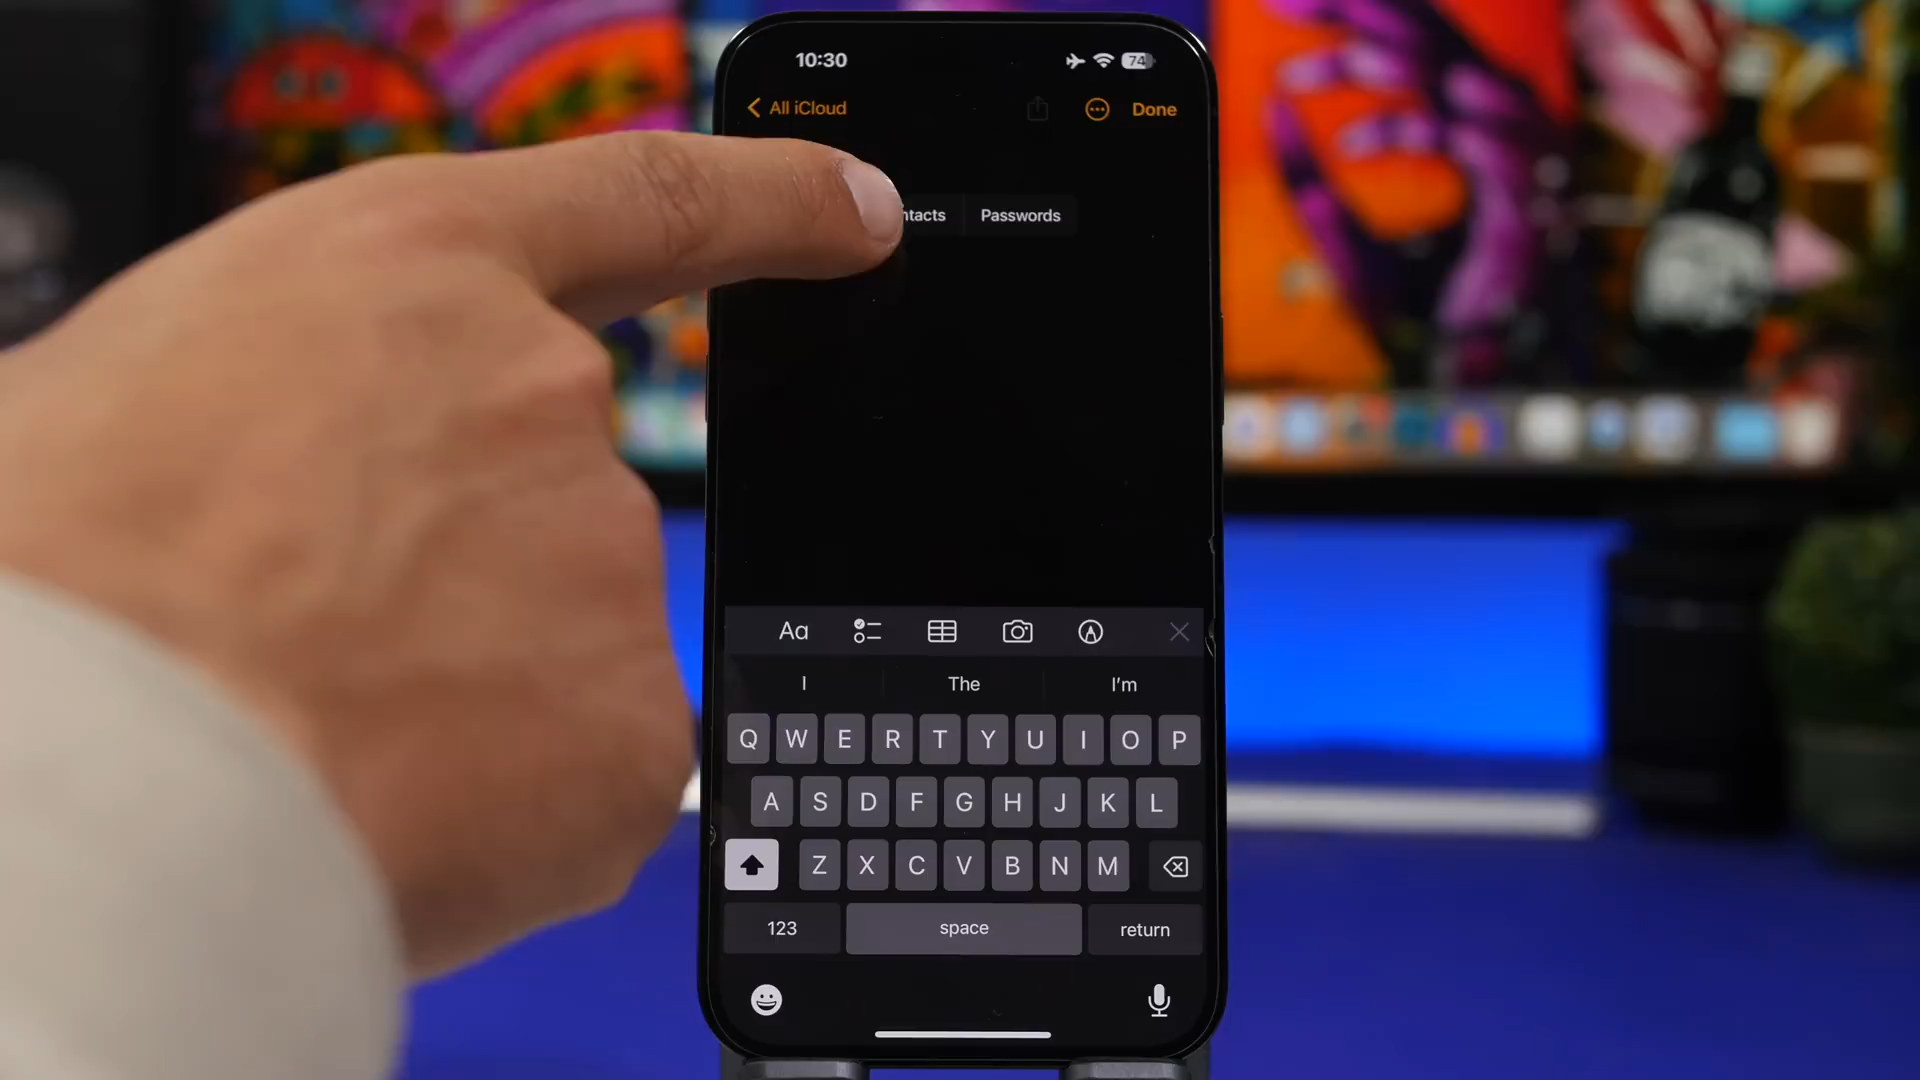 10:30 74
All iCloud Done
ntacts Passwords
Aa
I The I'm
Q W E R T Y U I O P
A S D F G H J K L
Z X C V B N M
123 space return